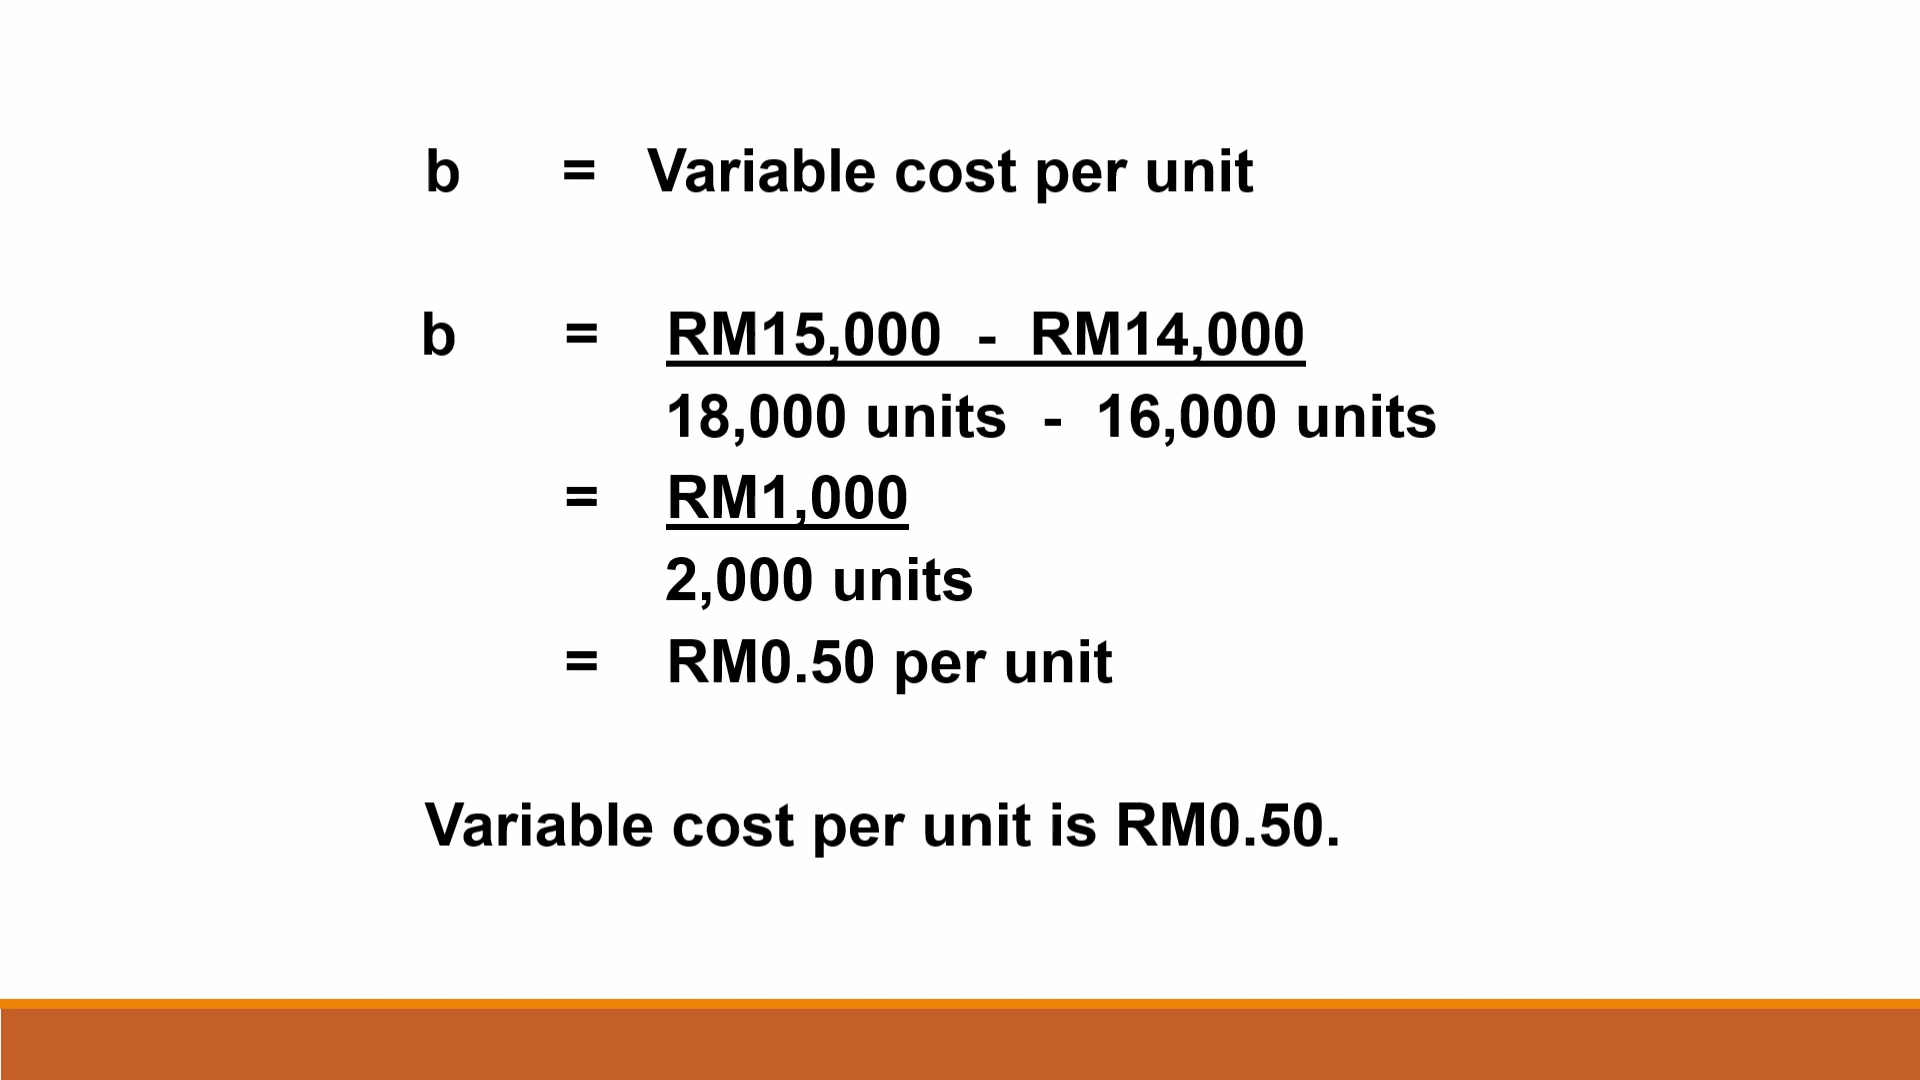 b = Variable cost per unit
b = RM15,000 - RM14,000
18,000 units - 16,000 units
= RM1,000
2,000 units
= RM0.50 per unit
Variable cost per unit is RM0.50.